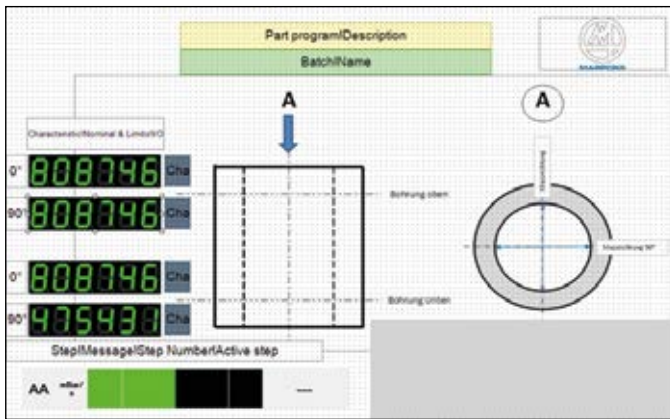 Part program/Description
Batch/Name
A
A
Characteristic/Nominal & Limits/I/O
0° 808746 Cha
90° 808746 Cha
Bohrung oben
0° 808746 Cha
90° 475431 Cha
Bohrung Unten
Step/Message/Step Number/Active step
AA mBar/s ---